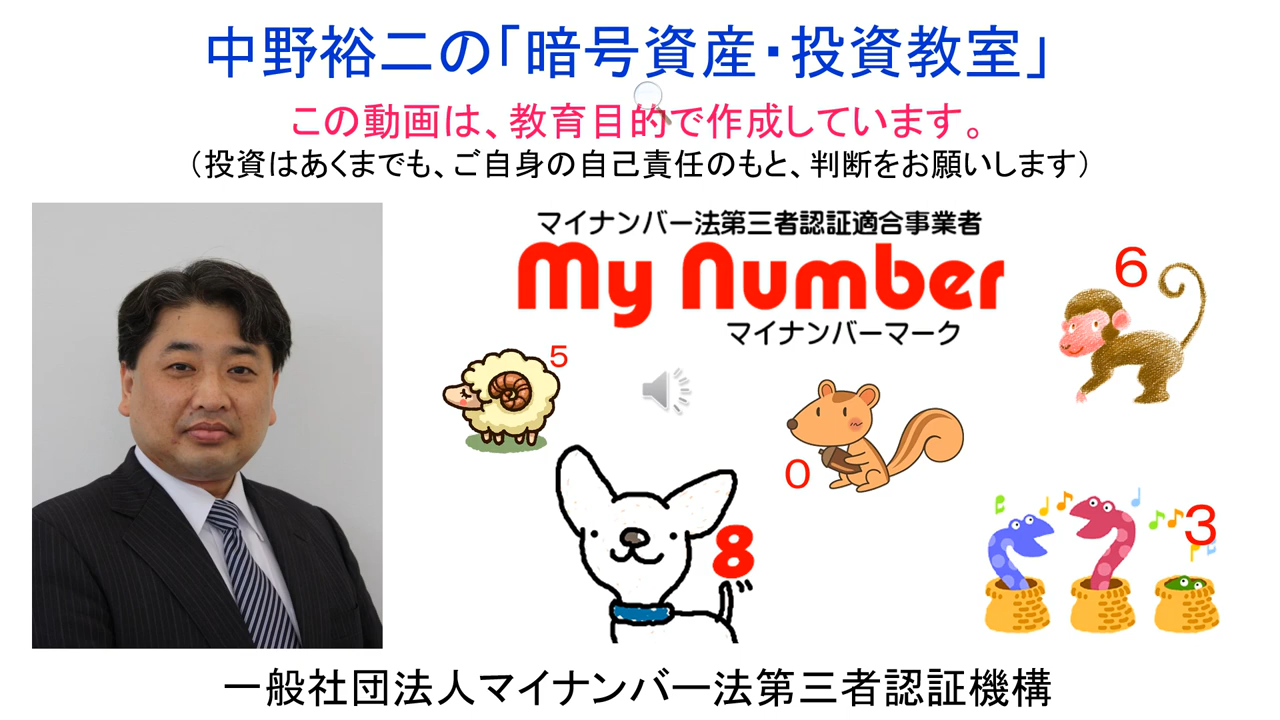 中野裕二の「暗号資産・投資教室」
この動画は、教育目的で作成しています。
（投資はあくまでも、ご自身の自己責任のもと、判断をお願いします）
マイナンバー法第三者認証適合事業者
My Number
マイナンバーマーク
6
5
0
8
3
一般社団法人マイナンバー法第三者認証機構